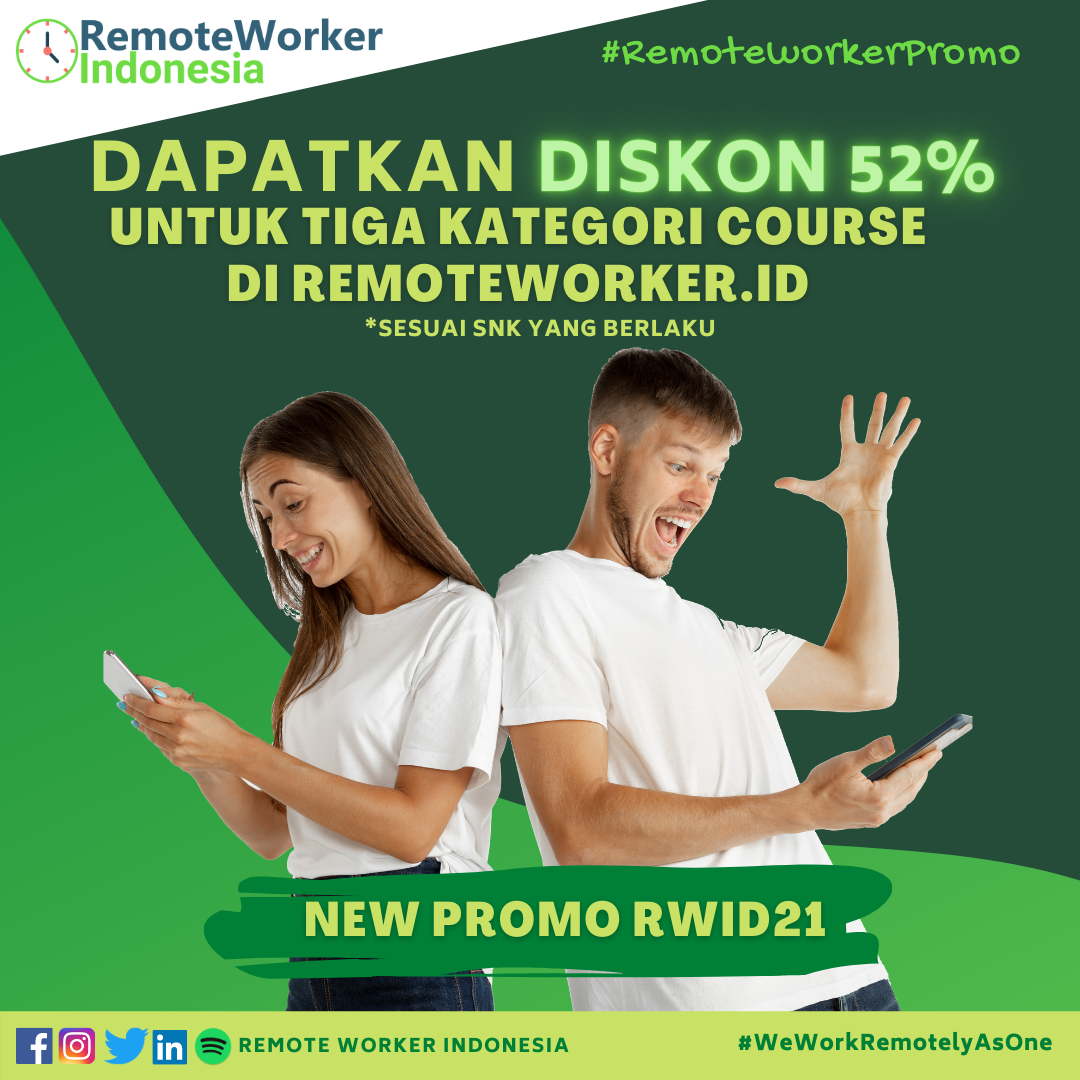 RemoteWorker
Indonesia
#RemoteworkerPromo
DAPATKAN DISKON 52%
UNTUK TIGA KATEGORI COURSE
DI REMOTEWORKER.ID
*SESUAI SNK YANG BERLAKU
NEW PROMO RWID21
REMOTE WORKER INDONESIA
#WeWorkRemotelyAsOne